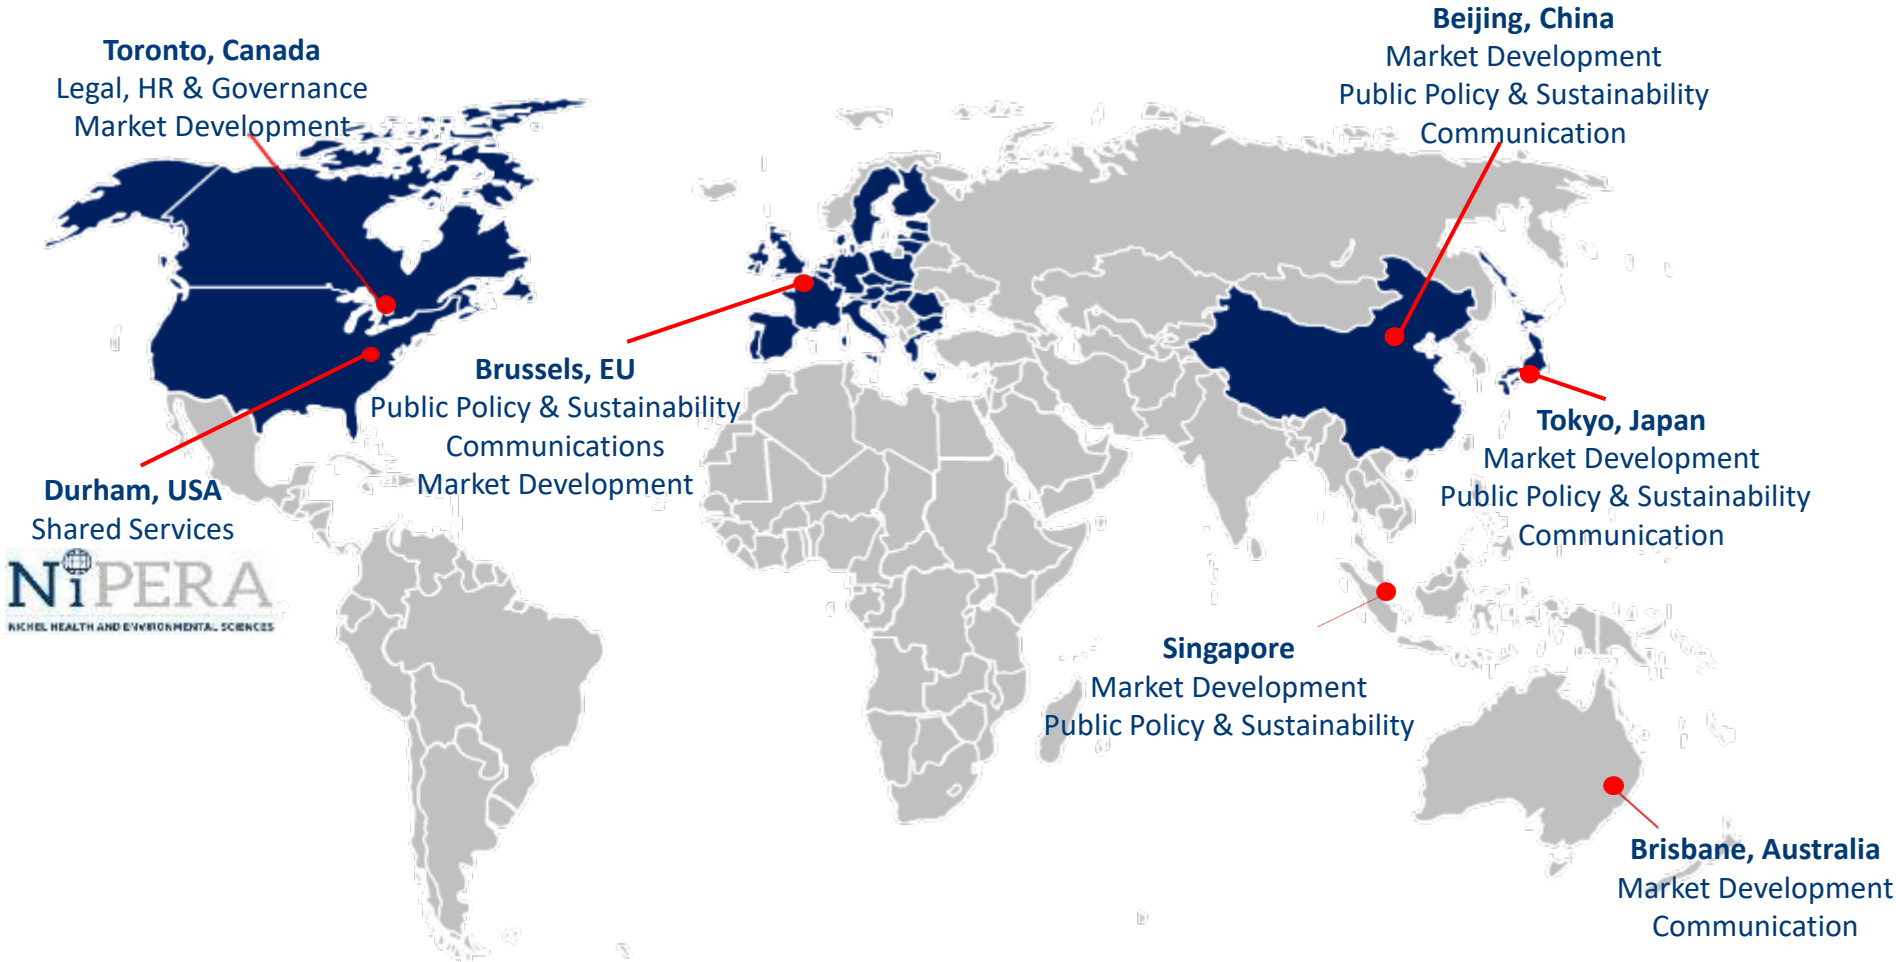 Toronto, Canada
Legal, HR & Governance
Market Development
Beijing, China
Market Development
Public Policy & Sustainability
Communication
Brussels, EU
Public Policy & Sustainability
Communications
Market Development
Durham, USA
Shared Services
NiPERA
NICKEL HEALTH AND ENVIRONMENTAL SCIENCES
Tokyo, Japan
Market Development
Public Policy & Sustainability
Communication
Singapore
Market Development
Public Policy & Sustainability
Brisbane, Australia
Market Development
Communication